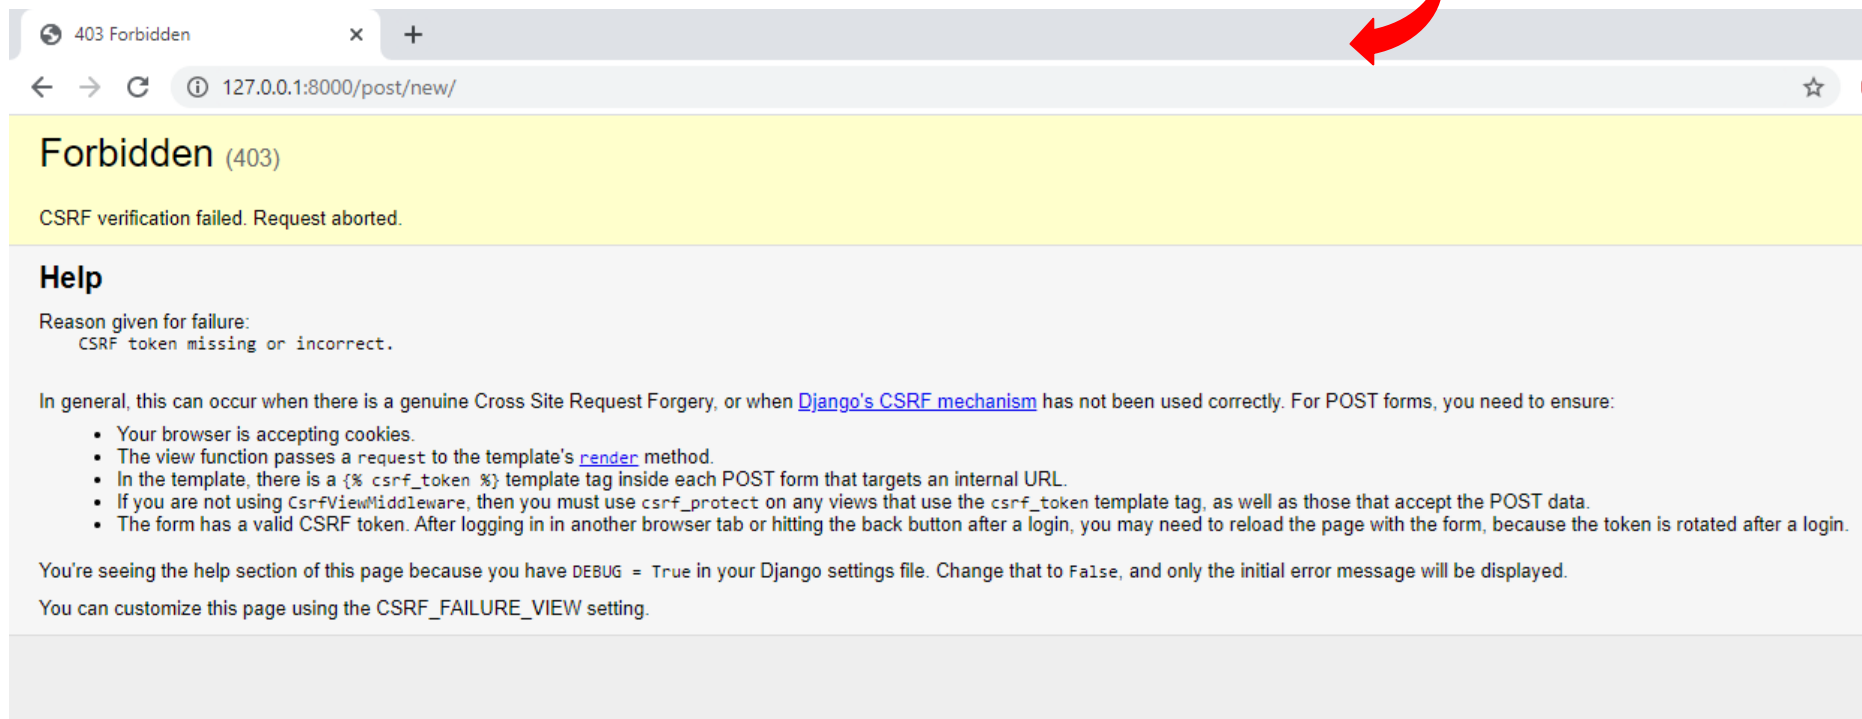 403 Forbidden
127.0.0.1:8000/post/new/
Forbidden (403)
CSRF verification failed. Request aborted.
Help
Reason given for failure:
CSRF token missing or incorrect.
In general, this can occur when there is a genuine Cross Site Request Forgery, or when Django's CSRF mechanism has not been used correctly. For POST forms, you need to ensure:
• Your browser is accepting cookies.
• The view function passes a request to the template's render method.
• In the template, there is a {% csrf_token %} template tag inside each POST form that targets an internal URL.
• If you are not using CsrfViewMiddleware, then you must use csrf_protect on any views that use the csrf_token template tag, as well as those that accept the POST data.
• The form has a valid CSRF token. After logging in in another browser tab or hitting the back button after a login, you may need to reload the page with the form, because the token is rotated after a login.
You're seeing the help section of this page because you have DEBUG = True in your Django settings file. Change that to False, and only the initial error message will be displayed.
You can customize this page using the CSRF_FAILURE_VIEW setting.